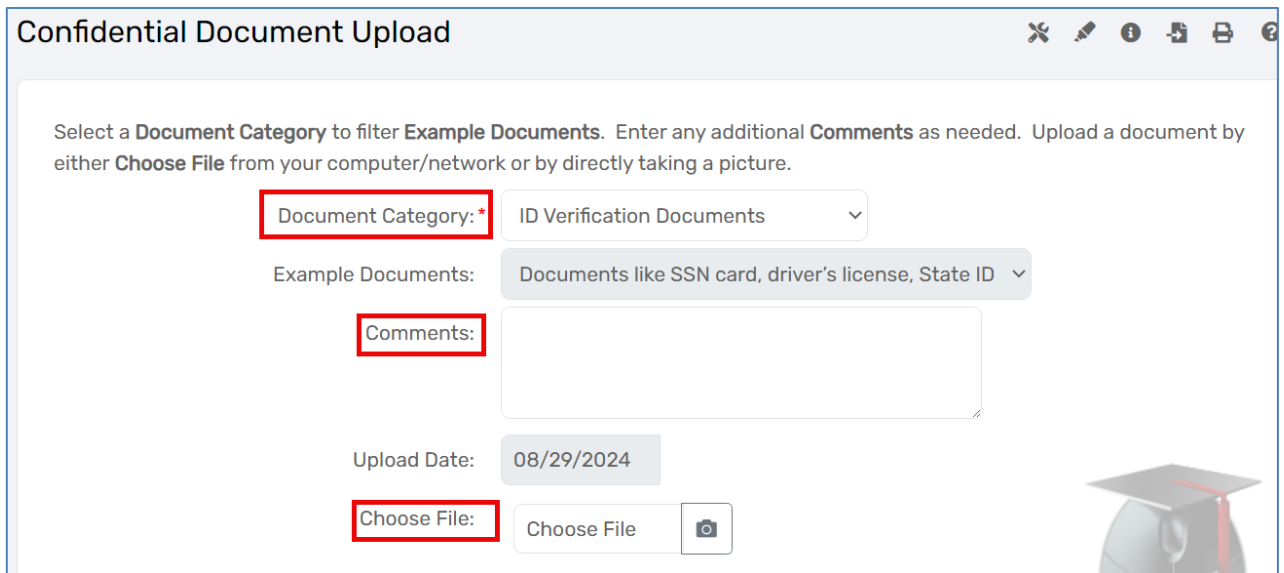 Confidential Document Upload
Select a Document Category to filter Example Documents. Enter any additional Comments as needed. Upload a document by
either Choose File from your computer/network or by directly taking a picture.
Document Category:* ID Verification Documents
Example Documents: Documents like SSN card, driver's license, State ID
Comments:
Upload Date: 08/29/2024
Choose File: Choose File